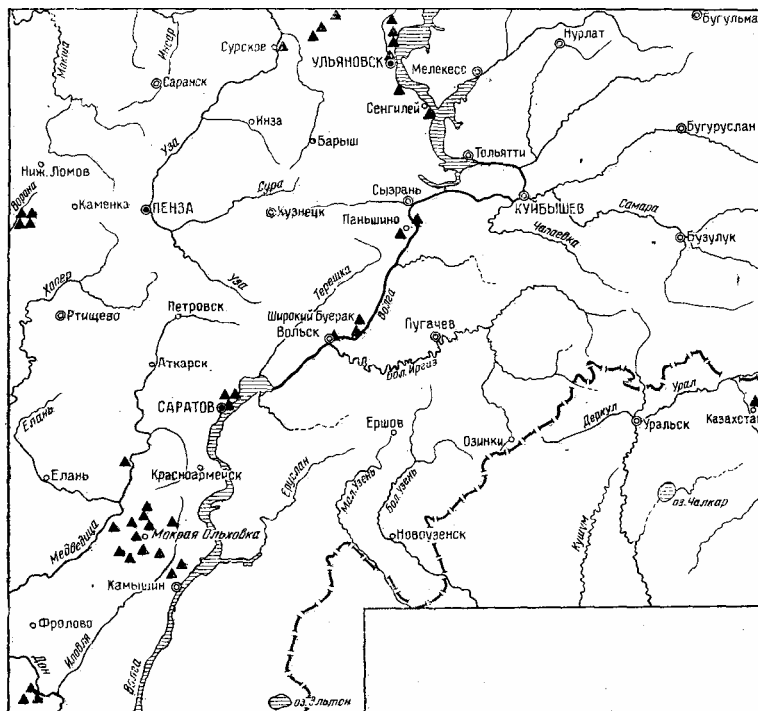 Бугульма
Нурлат
Инсар
Мокша
Сурское
УЛЬЯНОВСК
Мелекесс
Саранск
Сенгилей
Инза
Барыш
Бугуруслан
Уза
Тольятти
Ниж. Ломов
Ворона
Каменка
ПЕНЗА
Сура
Кузнецк
Сызрань
КУЙБЫШЕВ
Самара
Паньшино
Чапаевка
Бузулук
Хопер
Уза
Терешка
Ртищево
Петровск
Широкий Буерак
Вольск
Волга
Пугачев
Аткарск
Бол. Иргиз
САРАТОВ
Урал
Казахстан
Елань
Ершов
Деркул
Уральск
Озинки
Елань
Красноармейск
Еруслан
Мал. Узень
Бол. Узень
оз. Чалкар
Медведица
Мокрая Ольховка
Новоузенск
Кушум
Камышин
Фролово
Иловля
Дон
Волга
оз. Эльтон